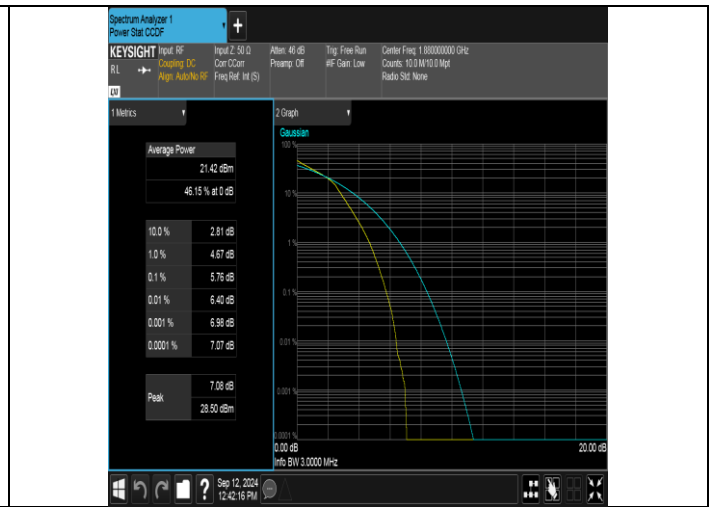 Spectrum Analyzer 1
Power Stat CCDF
+
KEYSIGHT
RL
LXI
Input: RF
Coupling: DC
Align: Auto/No RF
Input Z: 50 Ω
Corr CCorr
Freq Ref: Int (S)
Atten: 46 dB
Preamp: Off
Trig: Free Run
#IF Gain: Low
Center Freq: 1.880000000 GHz
Counts: 10.0 M/10.0 Mpt
Radio Std: None
1 Metrics
Average Power
21.42 dBm
46.15 % at 0 dB
10.0 % 2.81 dB
1.0 % 4.67 dB
0.1 % 5.76 dB
0.01 % 6.40 dB
0.001 % 6.98 dB
0.0001 % 7.07 dB
Peak
7.08 dB
28.50 dBm
2 Graph
Gaussian
100 %
10 %
1 %
0.1 %
0.01 %
0.001 %
0.0001 %
0.00 dB
20.00 dB
Info BW 3.0000 MHz
?
Sep 12, 2024
12:42:16 PM